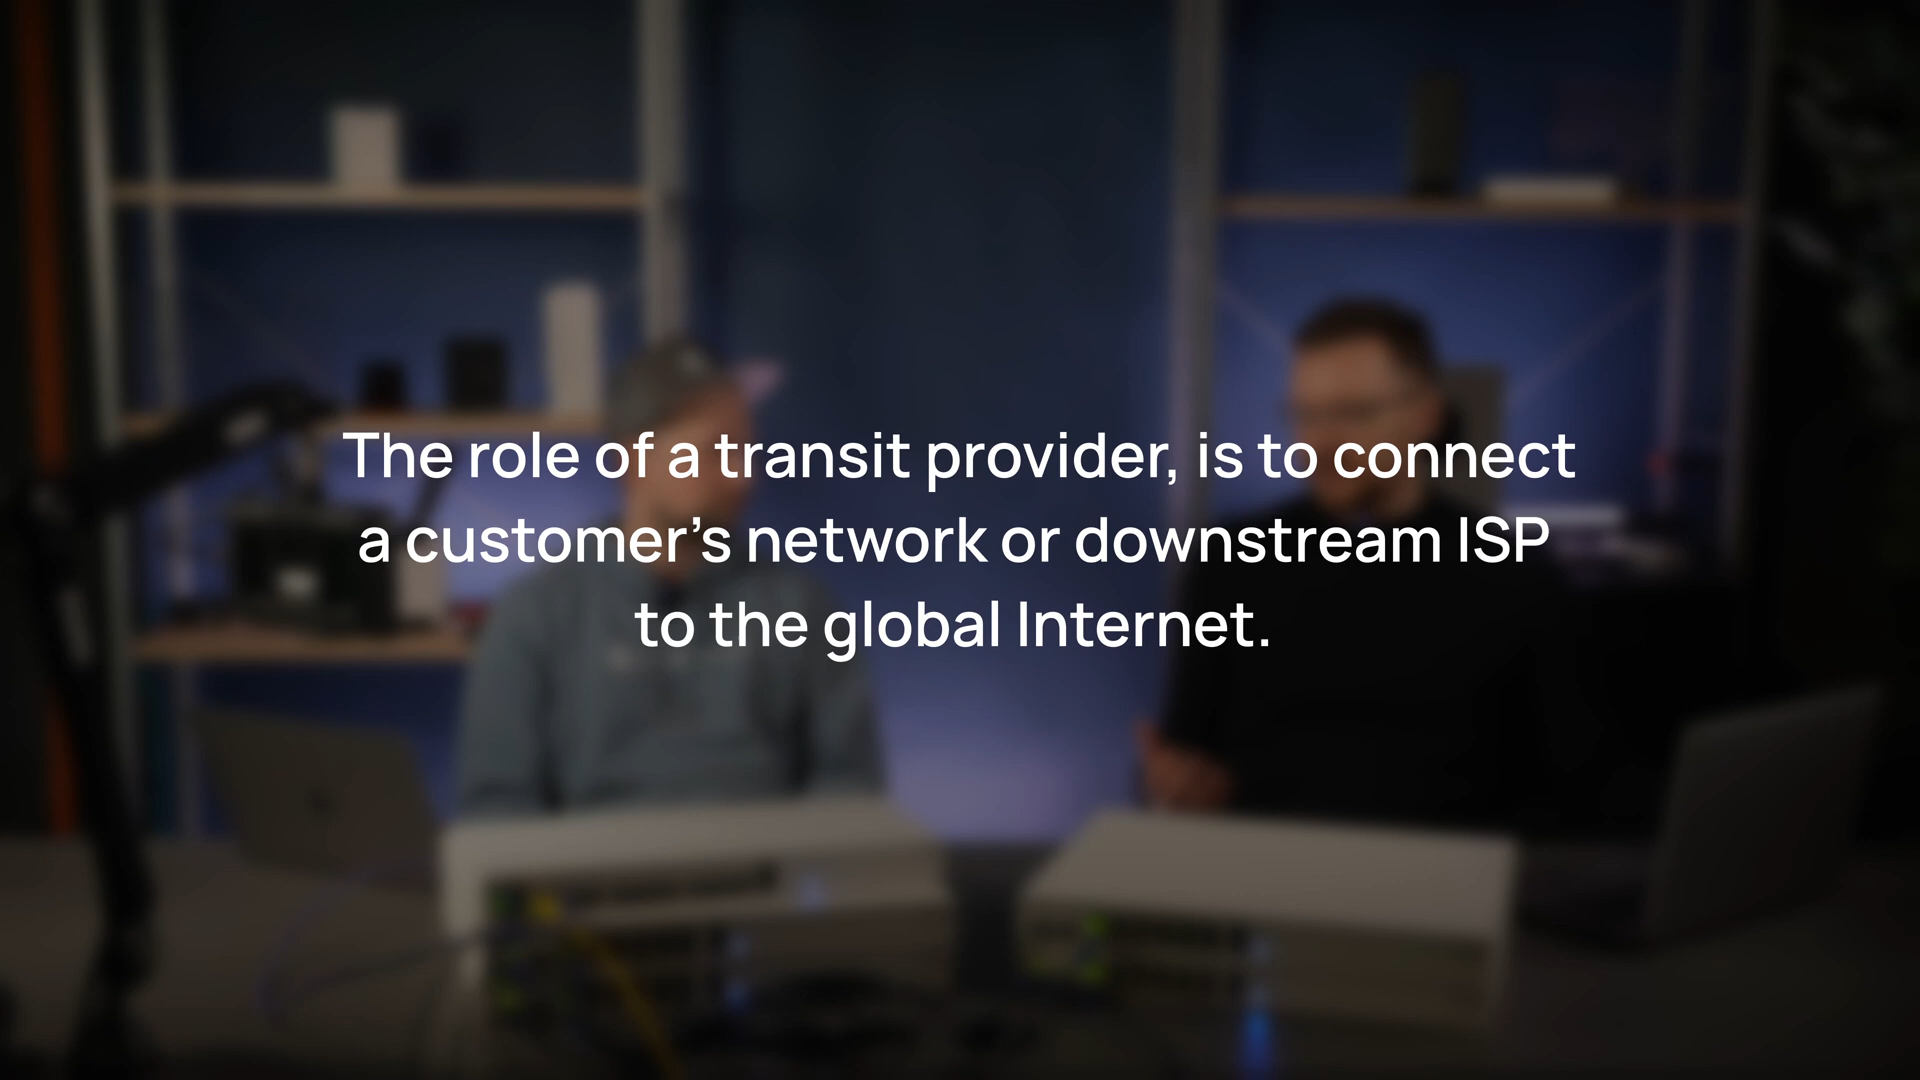 The role of a transit provider, is to connect
a customer’s network or downstream ISP
to the global Internet.